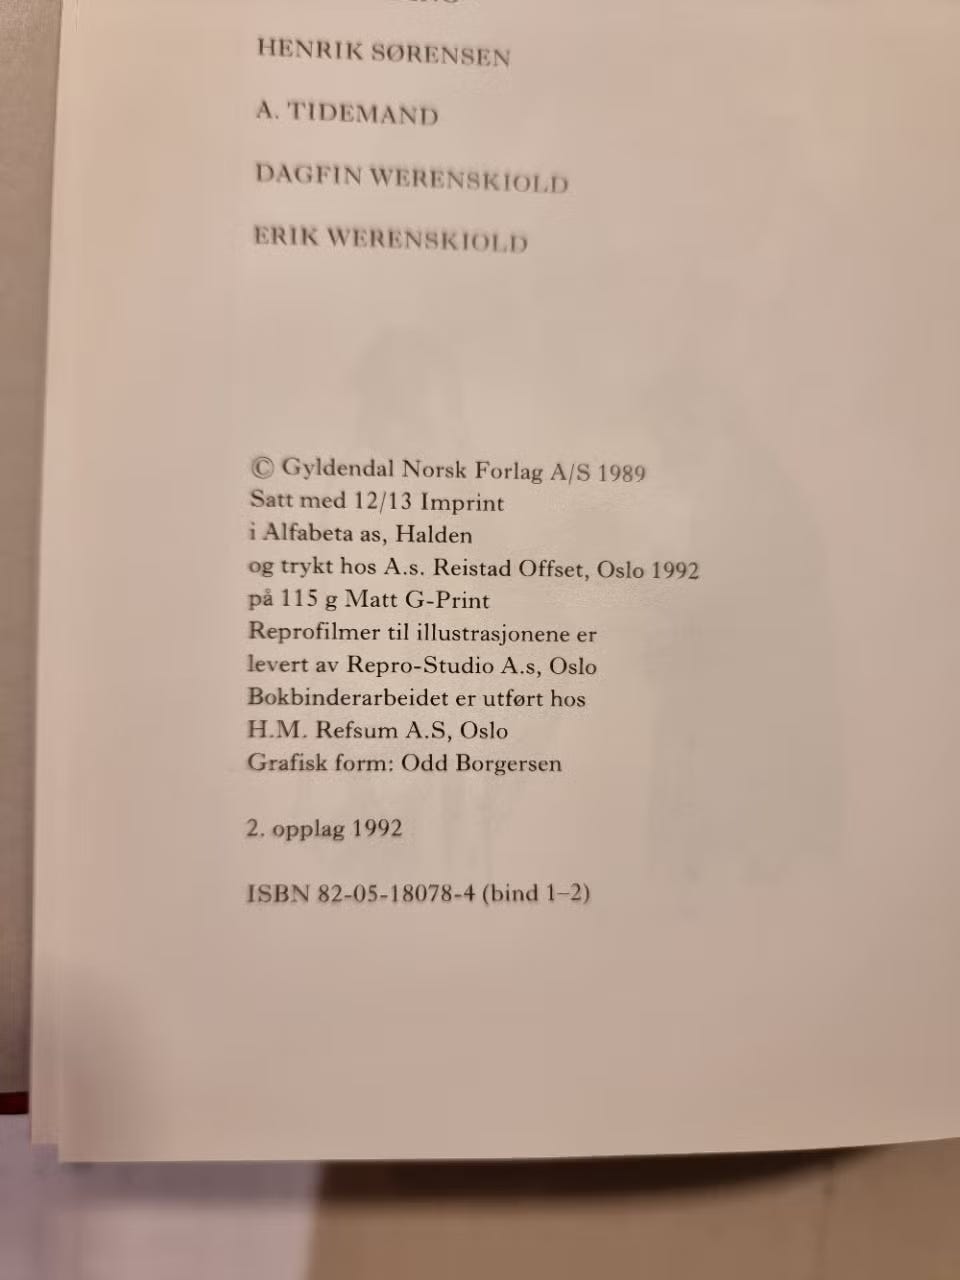 HENRIK SØRENSEN
A. TIDEMAND
DAGFIN WERENSKIOLD
ERIK WERENSKIOLD
© Gyldendal Norsk Forlag A/S 1989
Satt med 12/13 Imprint
i Alfabeta as, Halden
og trykt hos A.s. Reistad Offset, Oslo 1992
på 115 g Matt G-Print
Reprofilmer til illustrasjonene er
levert av Repro-Studio A.s, Oslo
Bokbinderarbeidet er utført hos
H.M. Refsum A.S, Oslo
Grafisk form: Odd Borgersen
2. opplag 1992
ISBN 82-05-18078-4 (bind 1–2)